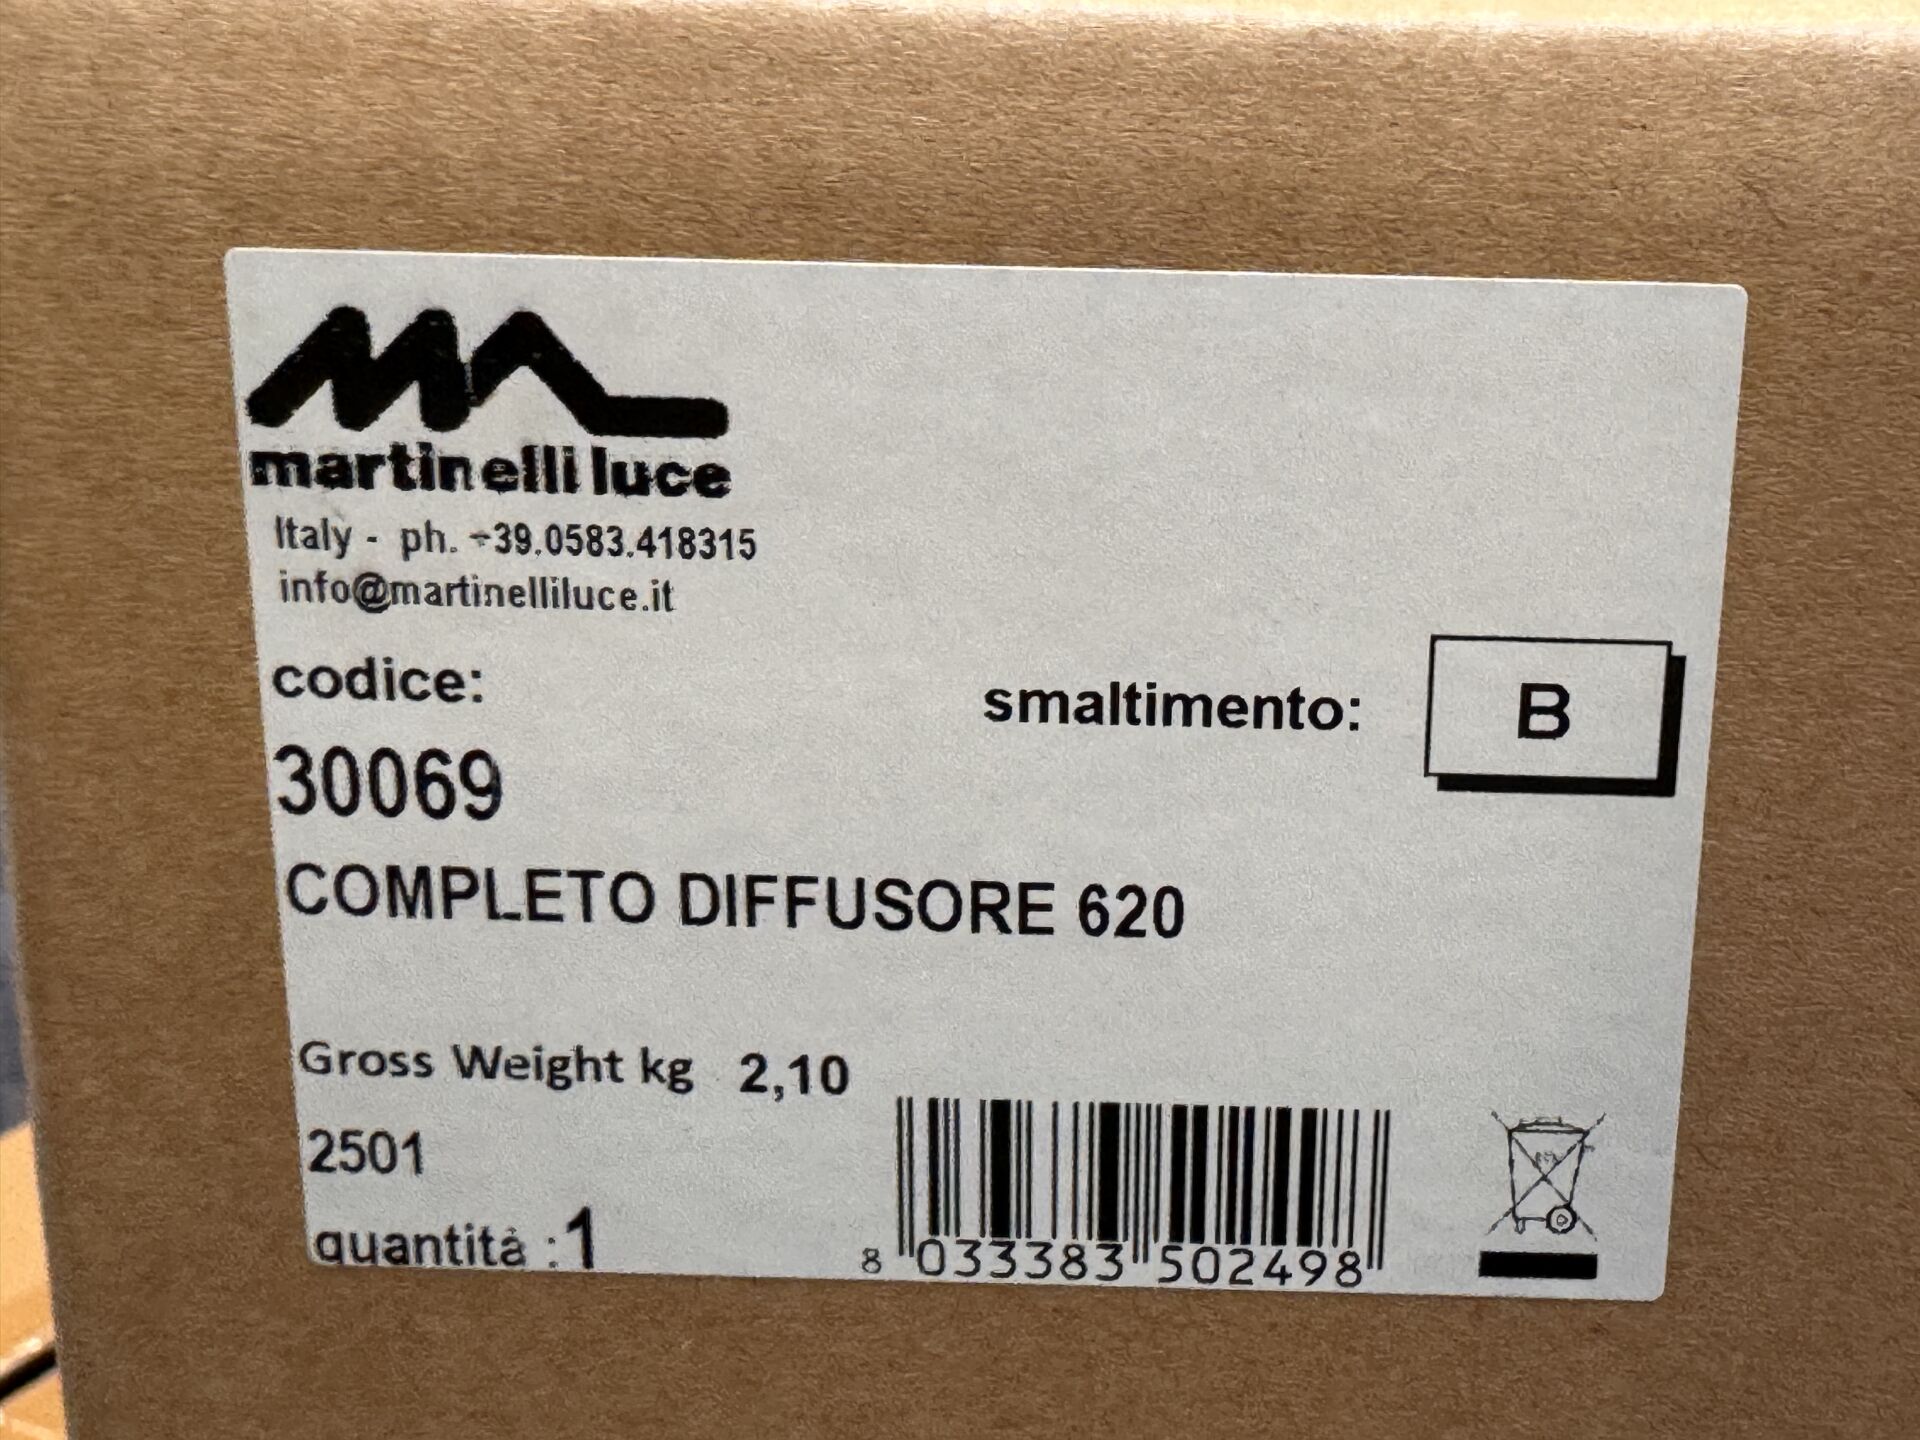 martinelli luce
Italy - ph. +39.0583.418315
info@martinelliluce.it
codice:
smaltimento: B
30069
COMPLETO DIFFUSORE 620
Gross Weight kg 2,10
2501
quantità :1
8 033383 502498